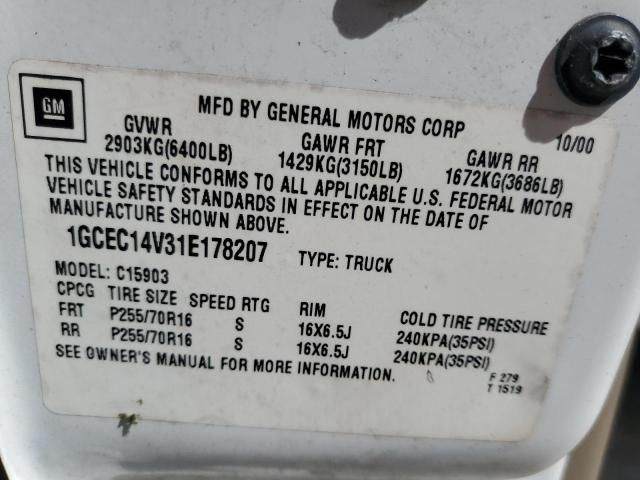 GM
MFD BY GENERAL MOTORS CORP 10/00
GVWR GAWR FRT GAWR RR
2903KG(6400LB) 1429KG(3150LB) 1672KG(3686LB)
THIS VEHICLE CONFORMS TO ALL APPLICABLE U.S. FEDERAL MOTOR
VEHICLE SAFETY STANDARDS IN EFFECT ON THE DATE OF
MANUFACTURE SHOWN ABOVE.
1GCEC14V31E178207 TYPE: TRUCK
MODEL: C15903
CPCG TIRE SIZE SPEED RTG RIM COLD TIRE PRESSURE
FRT P255/70R16 S 16X6.5J 240KPA(35PSI)
RR P255/70R16 S 16X6.5J 240KPA(35PSI)
SEE OWNER'S MANUAL FOR MORE INFORMATION.
F 279
T 1519